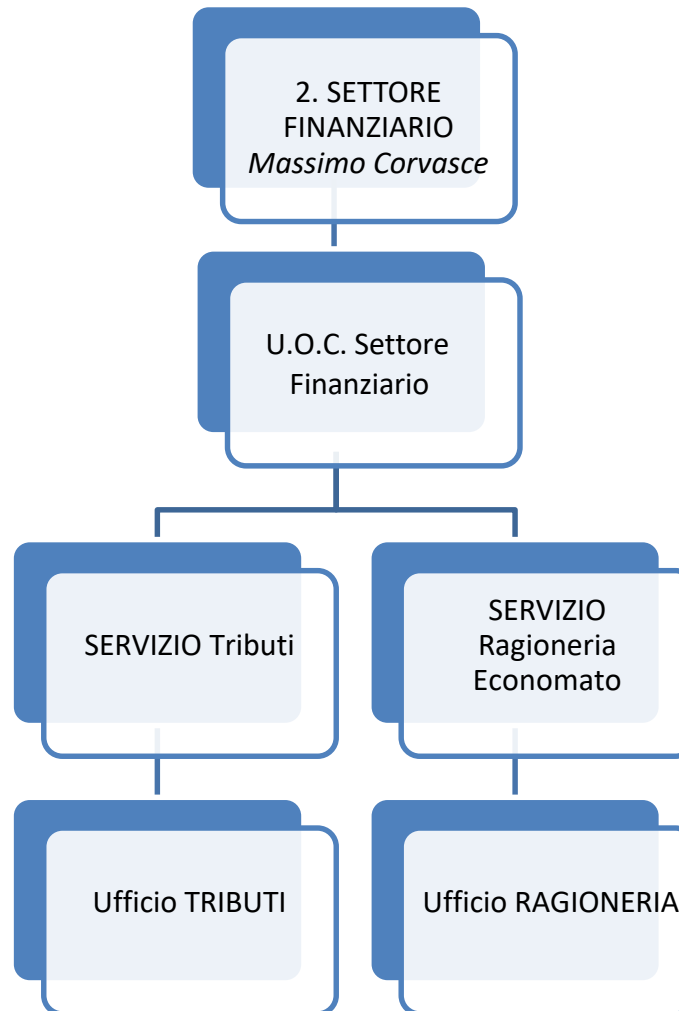 2. SETTORE
FINANZIARIO
Massimo Corvasce
U.O.C. Settore
Finanziario
SERVIZIO Tributi
SERVIZIO
Ragioneria
Economato
Ufficio TRIBUTI
Ufficio RAGIONERIA